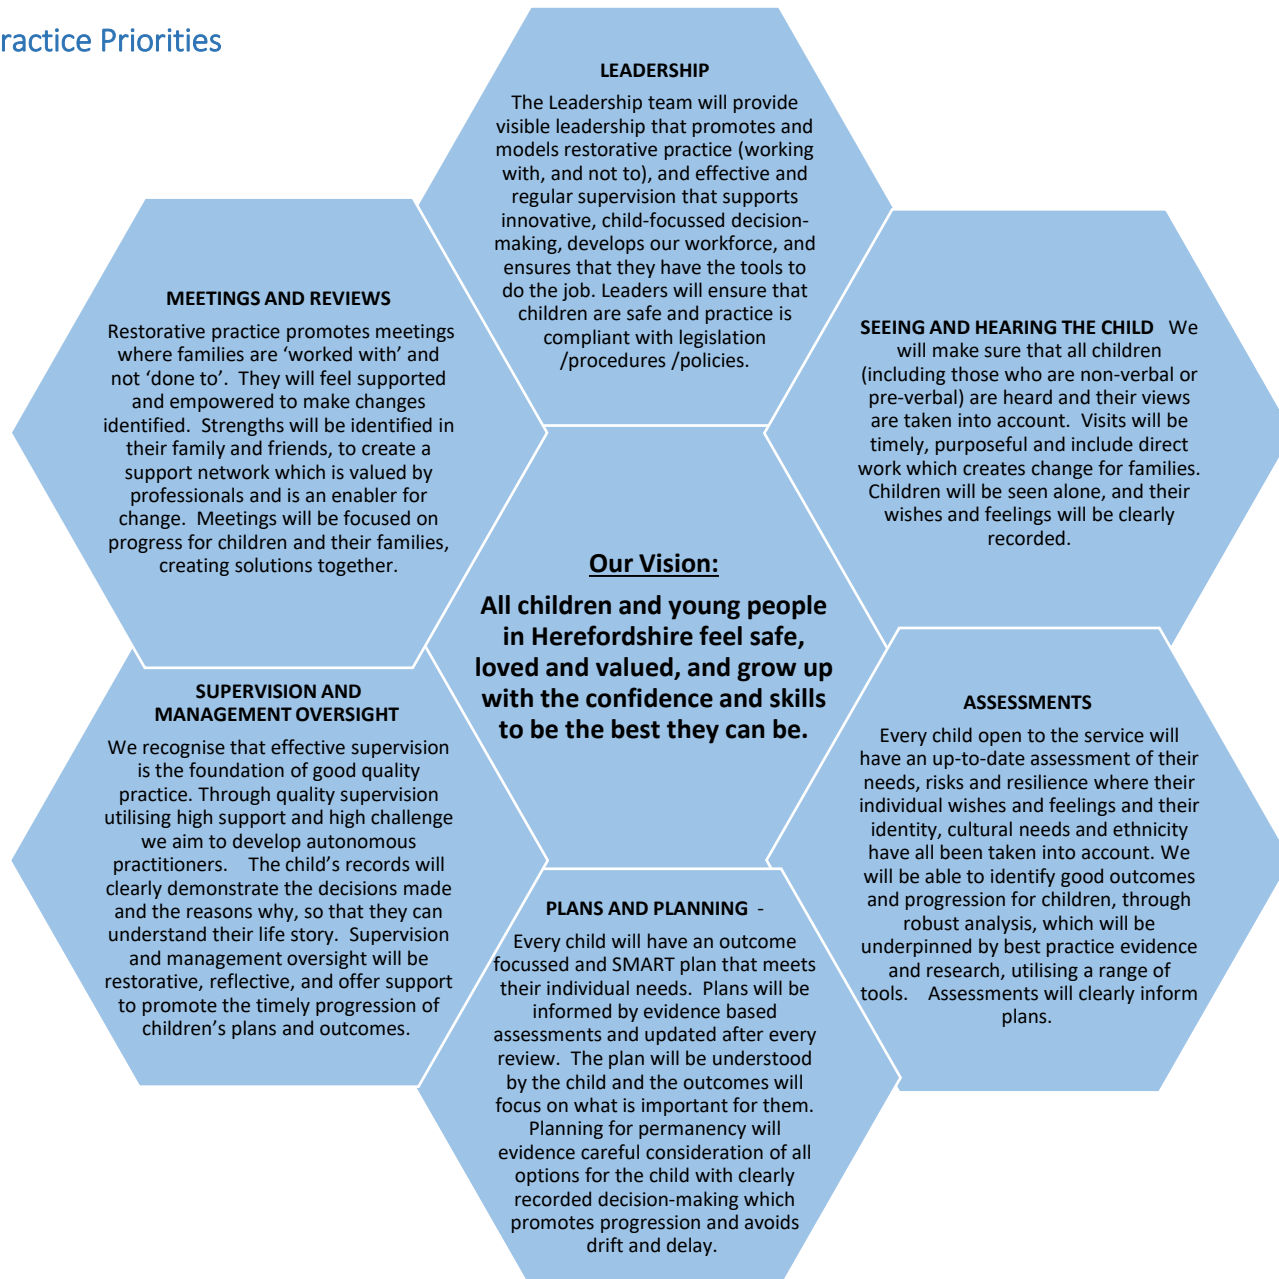 ractice Priorities
LEADERSHIP
The Leadership team will provide
visible leadership that promotes and
models restorative practice (working
with, and not to), and effective and
regular supervision that supports
innovative, child-focussed decision-
making, develops our workforce, and
ensures that they have the tools to
do the job. Leaders will ensure that
children are safe and practice is
compliant with legislation
/procedures /policies.
MEETINGS AND REVIEWS
Restorative practice promotes meetings
where families are ‘worked with’ and
not ‘done to’.  They will feel supported
and empowered to make changes
identified.  Strengths will be identified in
their family and friends, to create a
support network which is valued by
professionals and is an enabler for
change.  Meetings will be focused on
progress for children and their families,
creating solutions together.
SEEING AND HEARING THE CHILD   We
will make sure that all children
(including those who are non-verbal or
pre-verbal) are heard and their views
are taken into account.  Visits will be
timely, purposeful and include direct
work which creates change for families.
Children will be seen alone, and their
wishes and feelings will be clearly
recorded.
Our Vision:
All children and young people
in Herefordshire feel safe,
loved and valued, and grow up
with the confidence and skills
to be the best they can be.
SUPERVISION AND
MANAGEMENT OVERSIGHT
We recognise that effective supervision
is the foundation of good quality
practice. Through quality supervision
utilising high support and high challenge
we aim to develop autonomous
practitioners.    The child’s records will
clearly demonstrate the decisions made
and the reasons why, so that they can
understand their life story.  Supervision
and management oversight will be
restorative, reflective, and offer support
to promote the timely progression of
children’s plans and outcomes.
ASSESSMENTS
Every child open to the service will
have an up-to-date assessment of their
needs, risks and resilience where their
individual wishes and feelings and their
identity, cultural needs and ethnicity
have all been taken into account. We
will be able to identify good outcomes
and progression for children, through
robust analysis, which will be
underpinned by best practice evidence
and research, utilising a range of
tools.    Assessments will clearly inform
plans.
PLANS AND PLANNING  -
Every child will have an outcome
focussed and SMART plan that meets
their individual needs.  Plans will be
informed by evidence based
assessments and updated after every
review.  The plan will be understood
by the child and the outcomes will
focus on what is important for them.
Planning for permanency will
evidence careful consideration of all
options for the child with clearly
recorded decision-making which
promotes progression and avoids
drift and delay.